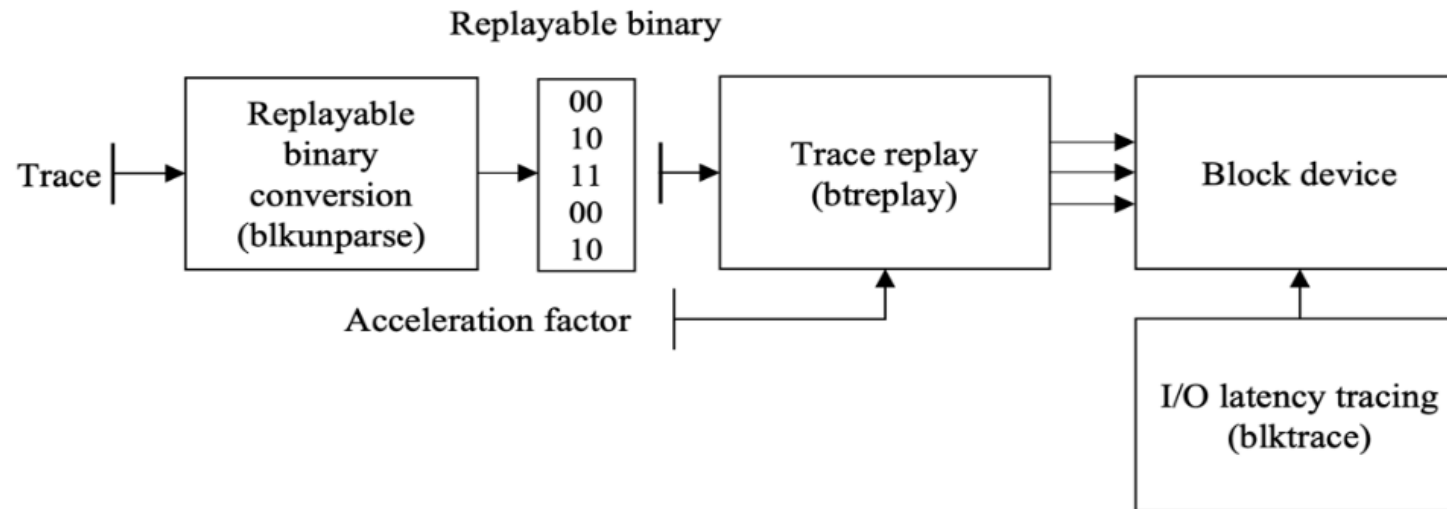 Replayable binary
Trace
Replayable
binary
conversion
(blkunparse)
00
10
11
00
10
Trace replay
(btreplay)
Block device
Acceleration factor
I/O latency tracing
(blktrace)